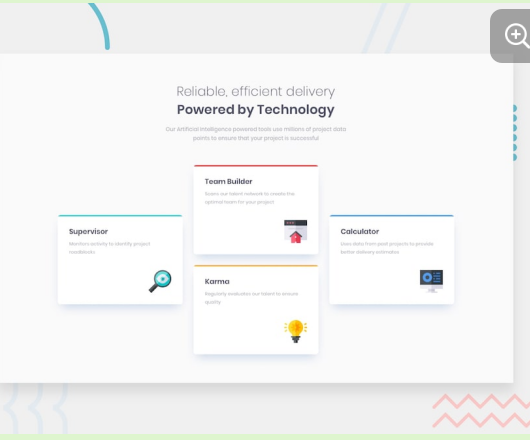 Reliable, efficient delivery
Powered by Technology
Our Artificial Intelligence powered tools use millions of project data
points to ensure that your project is successful
Team Builder
Scans our talent network to create the
optimal team for your project
Supervisor
Monitors activity to identify project
roadblocks
Calculator
Uses data from past projects to provide
better delivery estimates
Karma
Regularly evaluates our talent to ensure
quality